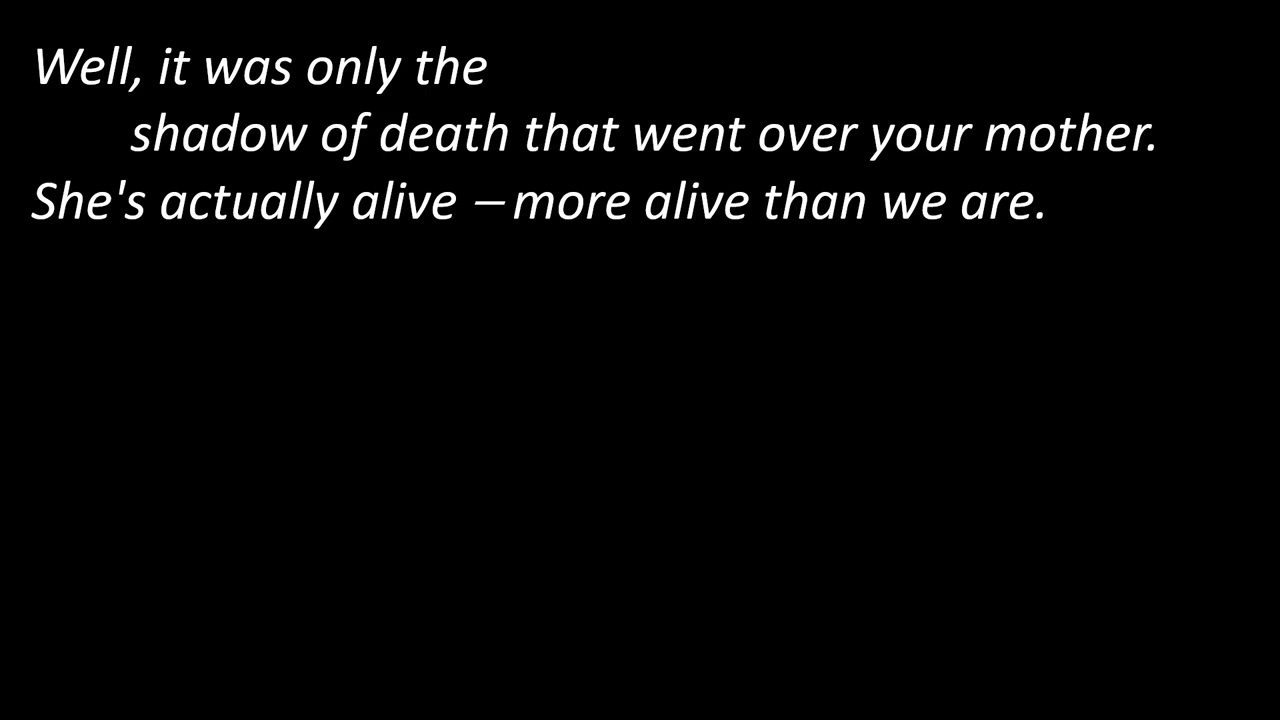 Well, it was only the
shadow of death that went over your mother.
She's actually alive – more alive than we are.